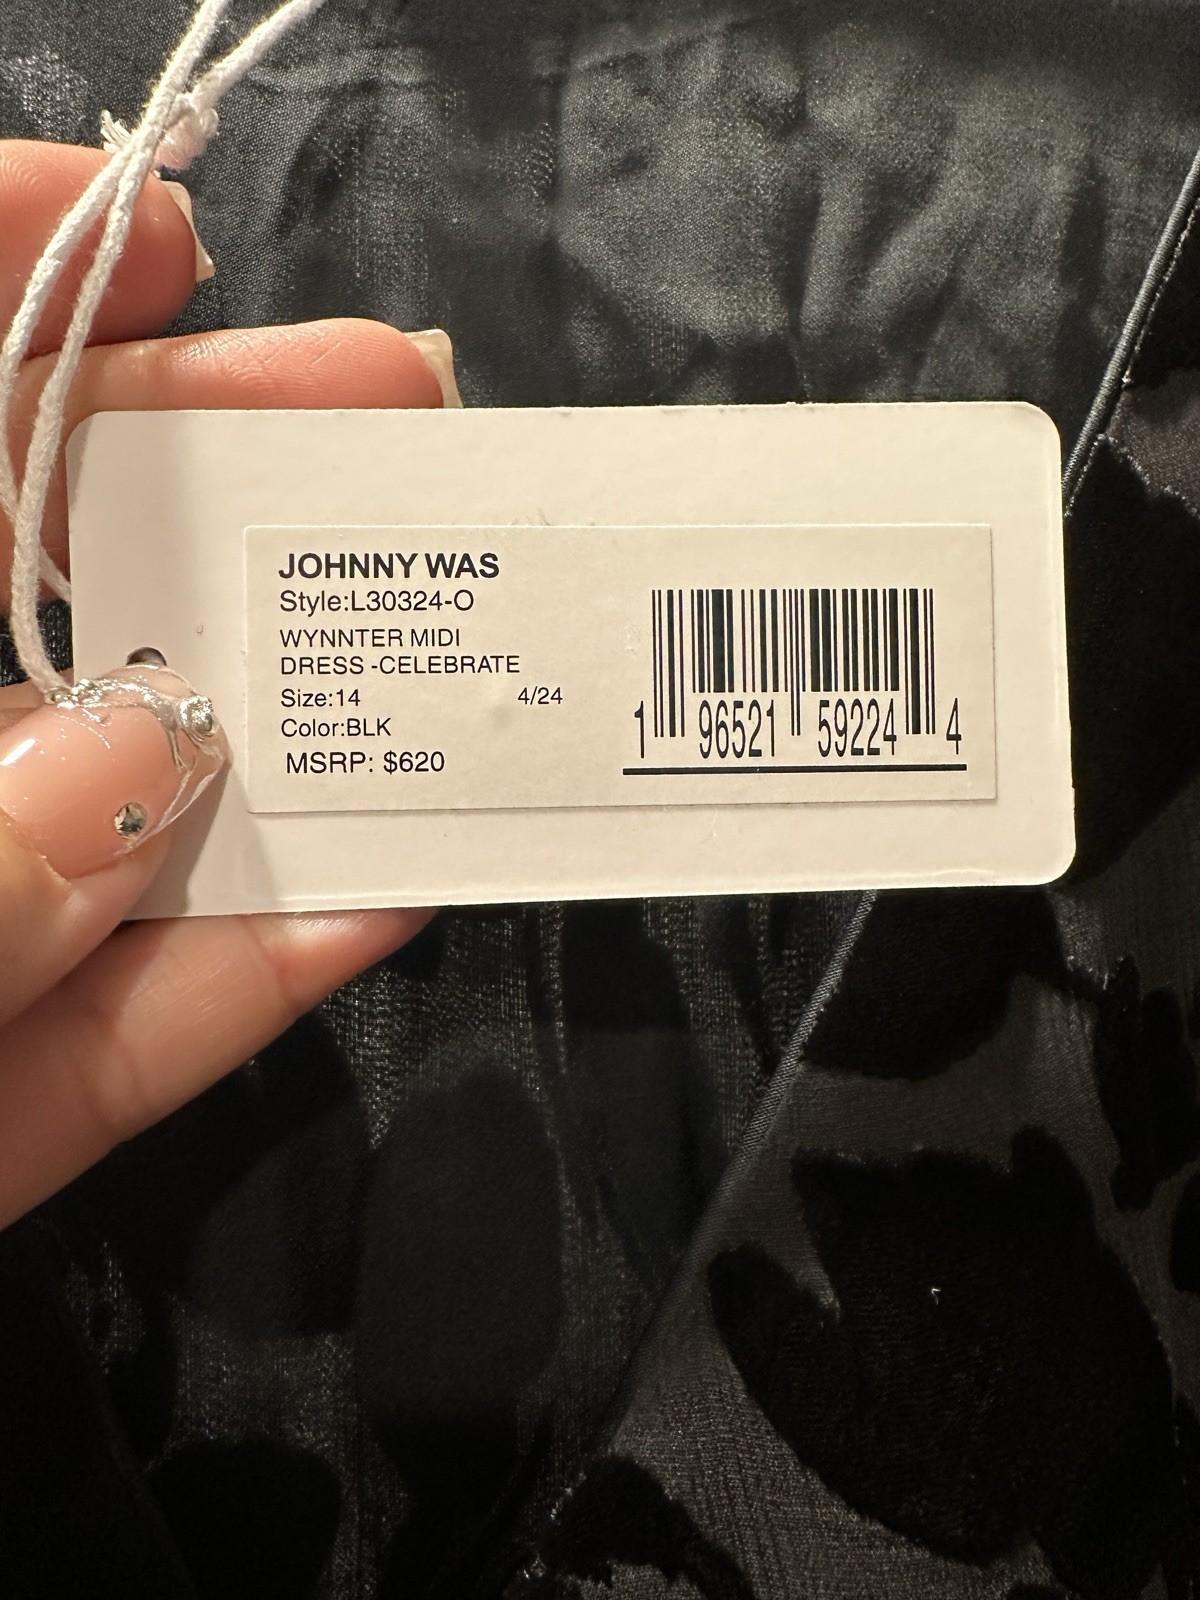 JOHNNY WAS
Style:L30324-O
WYNNTER MIDI
DRESS -CELEBRATE
Size:14 4/24
Color:BLK
MSRP: $620
1 96521 59224 4